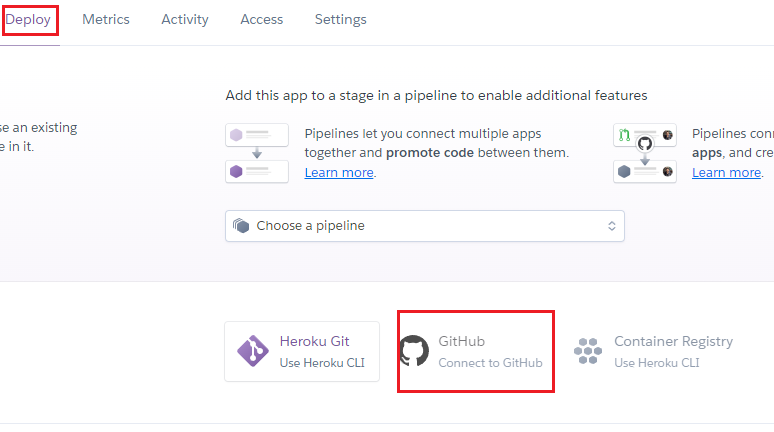 Deploy Metrics Activity Access Settings
Add this app to a stage in a pipeline to enable additional features
se an existing
e in it.
Pipelines let you connect multiple apps
together and promote code between them.
Learn more.
Pipelines con
apps, and cre
Learn more.
Choose a pipeline
Heroku Git
Use Heroku CLI
GitHub
Connect to GitHub
Container Registry
Use Heroku CLI